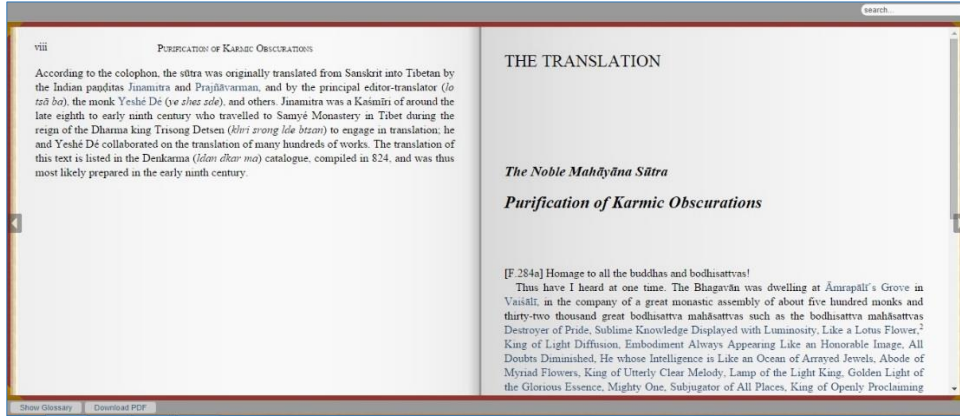 search...
viii PURIFICATION OF KARMIC OBSCURATIONS
According to the colophon, the sūtra was originally translated from Sanskrit into Tibetan by
the Indian paṇḍitas Jinamitra and Prajñāvarman, and by the principal editor-translator (lo
tsā ba), the monk Yeshé Dé (ye shes sde), and others. Jinamitra was a Kaśmīri of around the
late eighth to early ninth century who travelled to Samyé Monastery in Tibet during the
reign of the Dharma king Trisong Detsen (khri srong lde btsan) to engage in translation; he
and Yeshé Dé collaborated on the translation of many hundreds of works. The translation of
this text is listed in the Denkarma (ldan dkar ma) catalogue, compiled in 824, and was thus
most likely prepared in the early ninth century.
THE TRANSLATION
The Noble Mahāyāna Sūtra
Purification of Karmic Obscurations
[F.284a] Homage to all the buddhas and bodhisattvas!
Thus have I heard at one time. The Bhagavān was dwelling at Āmrapālī's Grove in
Vaiśālī, in the company of a great monastic assembly of about five hundred monks and
thirty-two thousand great bodhisattva mahāsattvas such as the bodhisattva mahāsattvas
Destroyer of Pride, Sublime Knowledge Displayed with Luminosity, Like a Lotus Flower,2
King of Light Diffusion, Embodiment Always Appearing Like an Honorable Image, All
Doubts Diminished, He whose Intelligence is Like an Ocean of Arrayed Jewels, Abode of
Myriad Flowers, King of Utterly Clear Melody, Lamp of the Light King, Golden Light of
the Glorious Essence, Mighty One, Subjugator of All Places, King of Openly Proclaiming
Show Glossary Download PDF